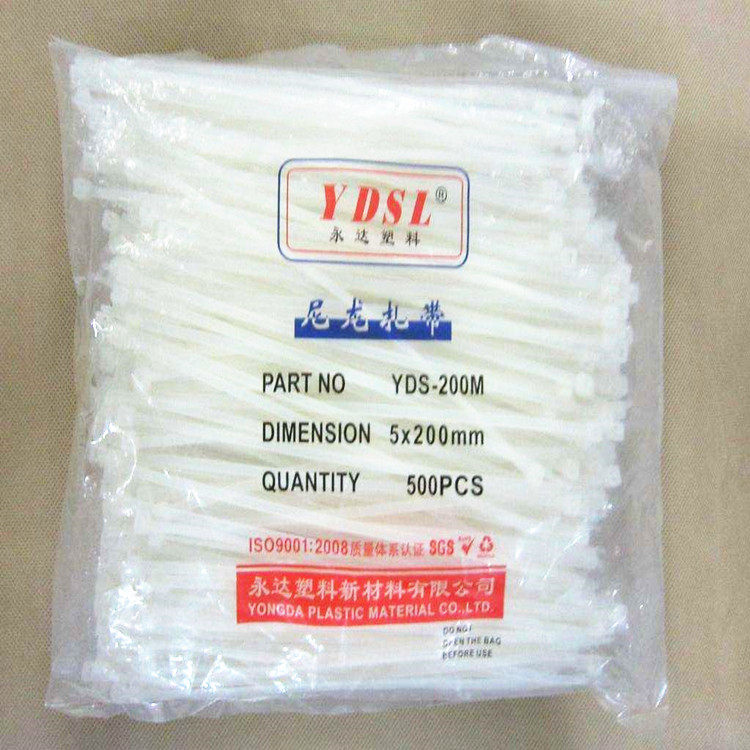 YDSL®
永达塑料
尼龙扎带
PART NO YDS-200M
DIMENSION 5x200mm
QUANTITY 500PCS
ISO9001:2008质量体系认证 SGS
永达塑料新材料有限公司
YONGDA PLASTIC MATERIAL CO.,LTD.
DO NOT
OPEN THE BAG
BEFORE USE